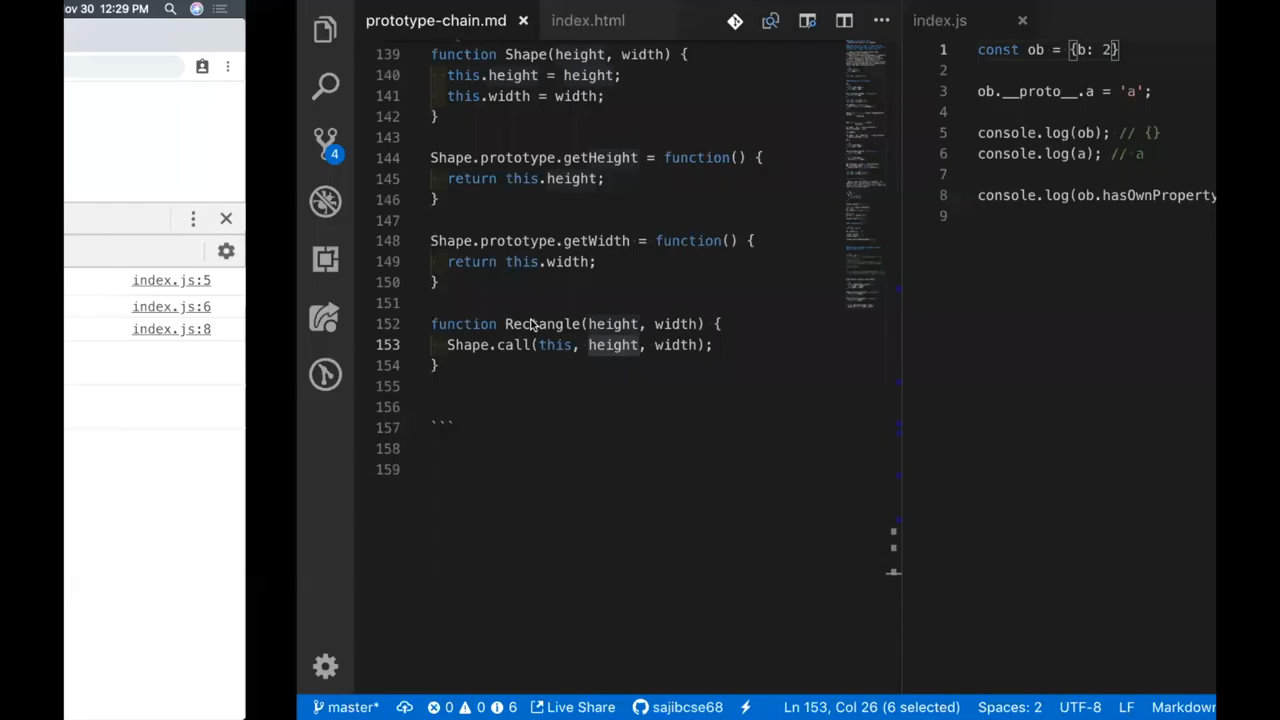 ov 30 12:29 PM
index.js:5
index.js:6
index.js:8
4
prototype-chain.md
index.html
139 function Shape(height, width) {
140 this.height = height;
141 this.width = width;
142 }
143
144 Shape.prototype.getHeight = function() {
145 return this.height;
146 }
147
148 Shape.prototype.getWidth = function() {
149 return this.width;
150 }
151
152 function Rectangle(height, width) {
153 Shape.call(this, height, width);
154 }
155
156
157 ```
158
159
index.js
1 const ob = {b: 2}
2
3 ob.__proto__.a = 'a';
4
5 console.log(ob); // {}
6 console.log(a); // a
7
8 console.log(ob.hasOwnProperty
9
master* 0 0 6 Live Share sajibcse68 Ln 153, Col 26 (6 selected) Spaces: 2 UTF-8 LF Markdown